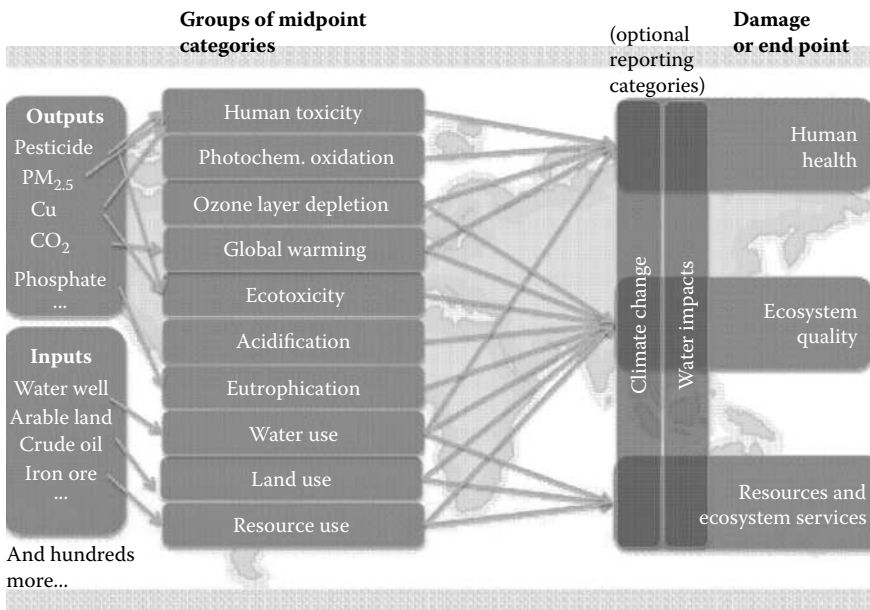 Groups of midpoint
categories
(optional
reporting
categories)
Damage
or end point
Outputs
Pesticide
PM2.5
Cu
CO2
Phosphate
...
Inputs
Water well
Arable land
Crude oil
Iron ore
...
And hundreds
more...
Human toxicity
Photochem. oxidation
Ozone layer depletion
Global warming
Ecotoxicity
Acidification
Eutrophication
Water use
Land use
Resource use
Climate change
Water impacts
Human
health
Ecosystem
quality
Resources and
ecosystem services